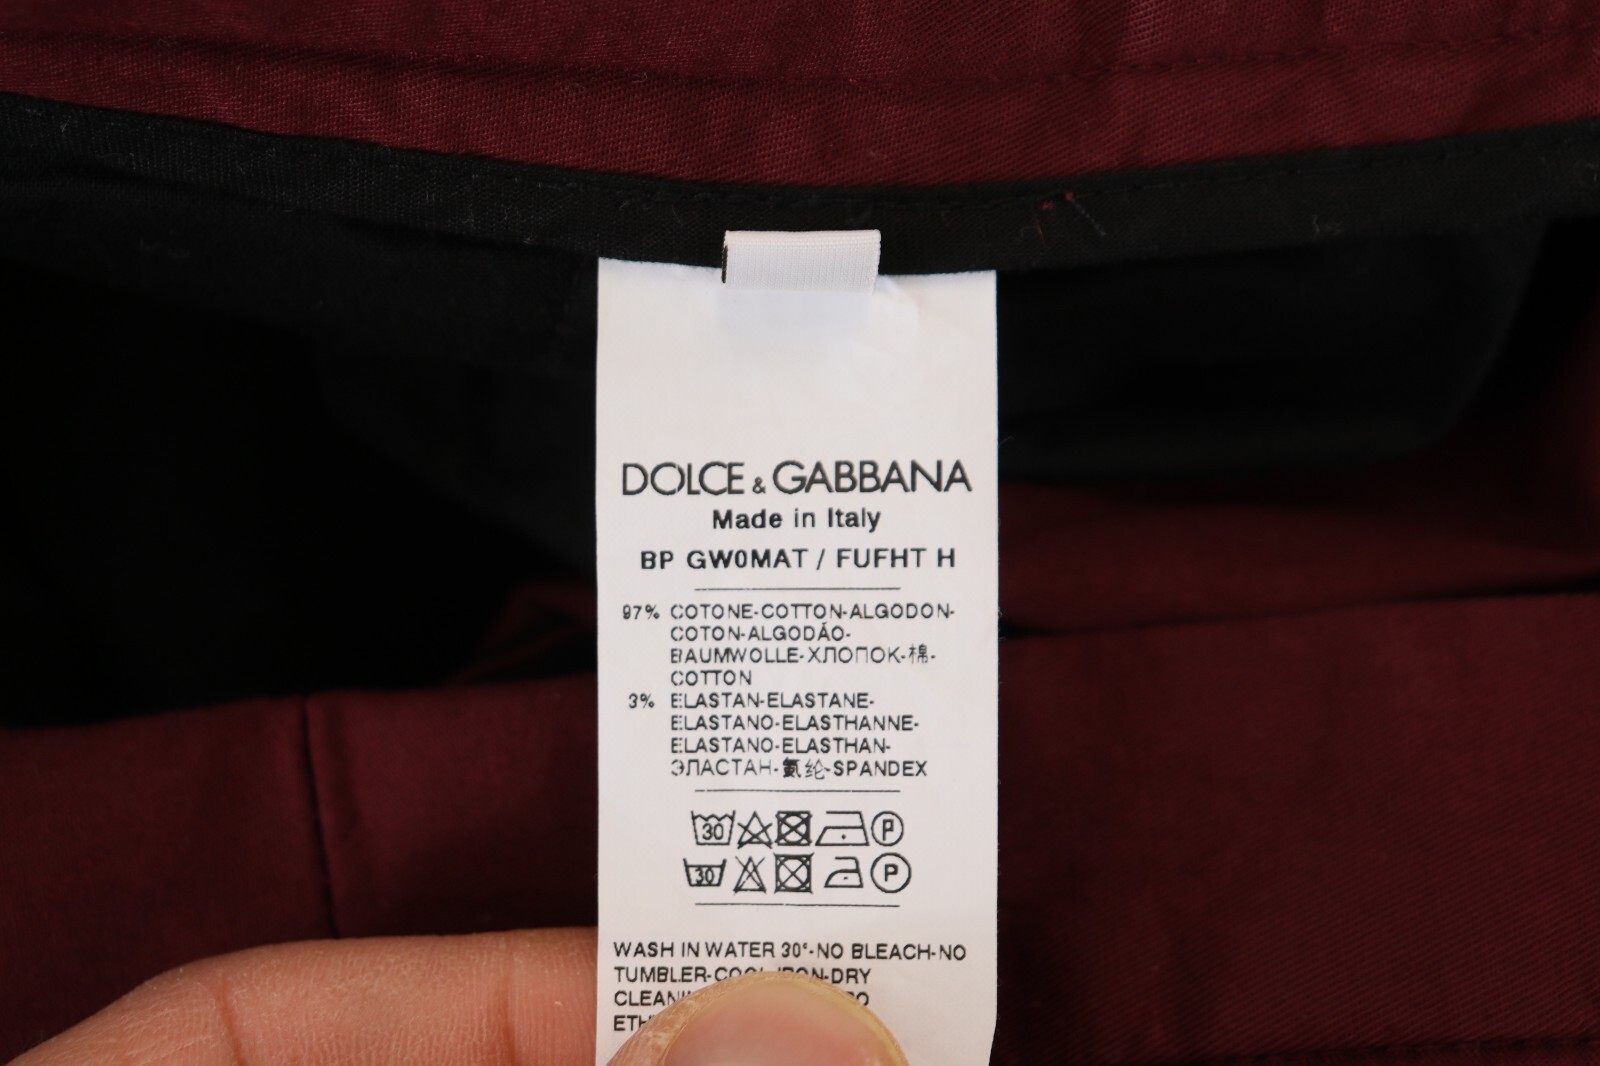 DOLCE & GABBANA
Made in Italy
BP GW0MAT / FUFHT H
97% COTONE-COTTON-ALGODON-
COTON-ALGODÃO-
BAUMWOLLE-ХЛОПОК-棉-
COTTON
3% ELASTAN-ELASTANE-
ELASTANO-ELASTHANNE-
ELASTANO-ELASTHAN-
ЭЛАСТАН-氨纶-SPANDEX
30 P
30 P
WASH IN WATER 30°-NO BLEACH-NO
TUMBLER-COOL IRON-DRY